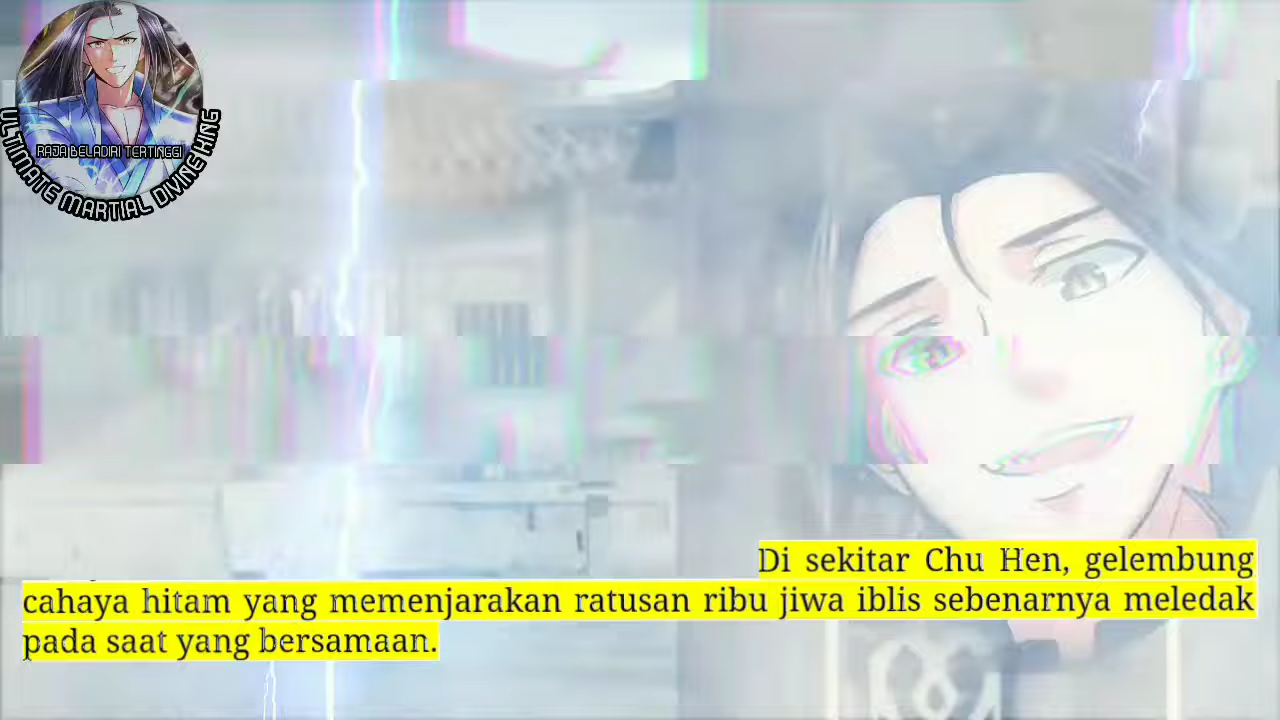 RAJA BELADIRI TERTINGGI
ULTIMATE MARTIAL DIVINE KING
Di sekitar Chu Hen, gelembung
cahaya hitam yang memenjarakan ratusan ribu jiwa iblis sebenarnya meledak
pada saat yang bersamaan.